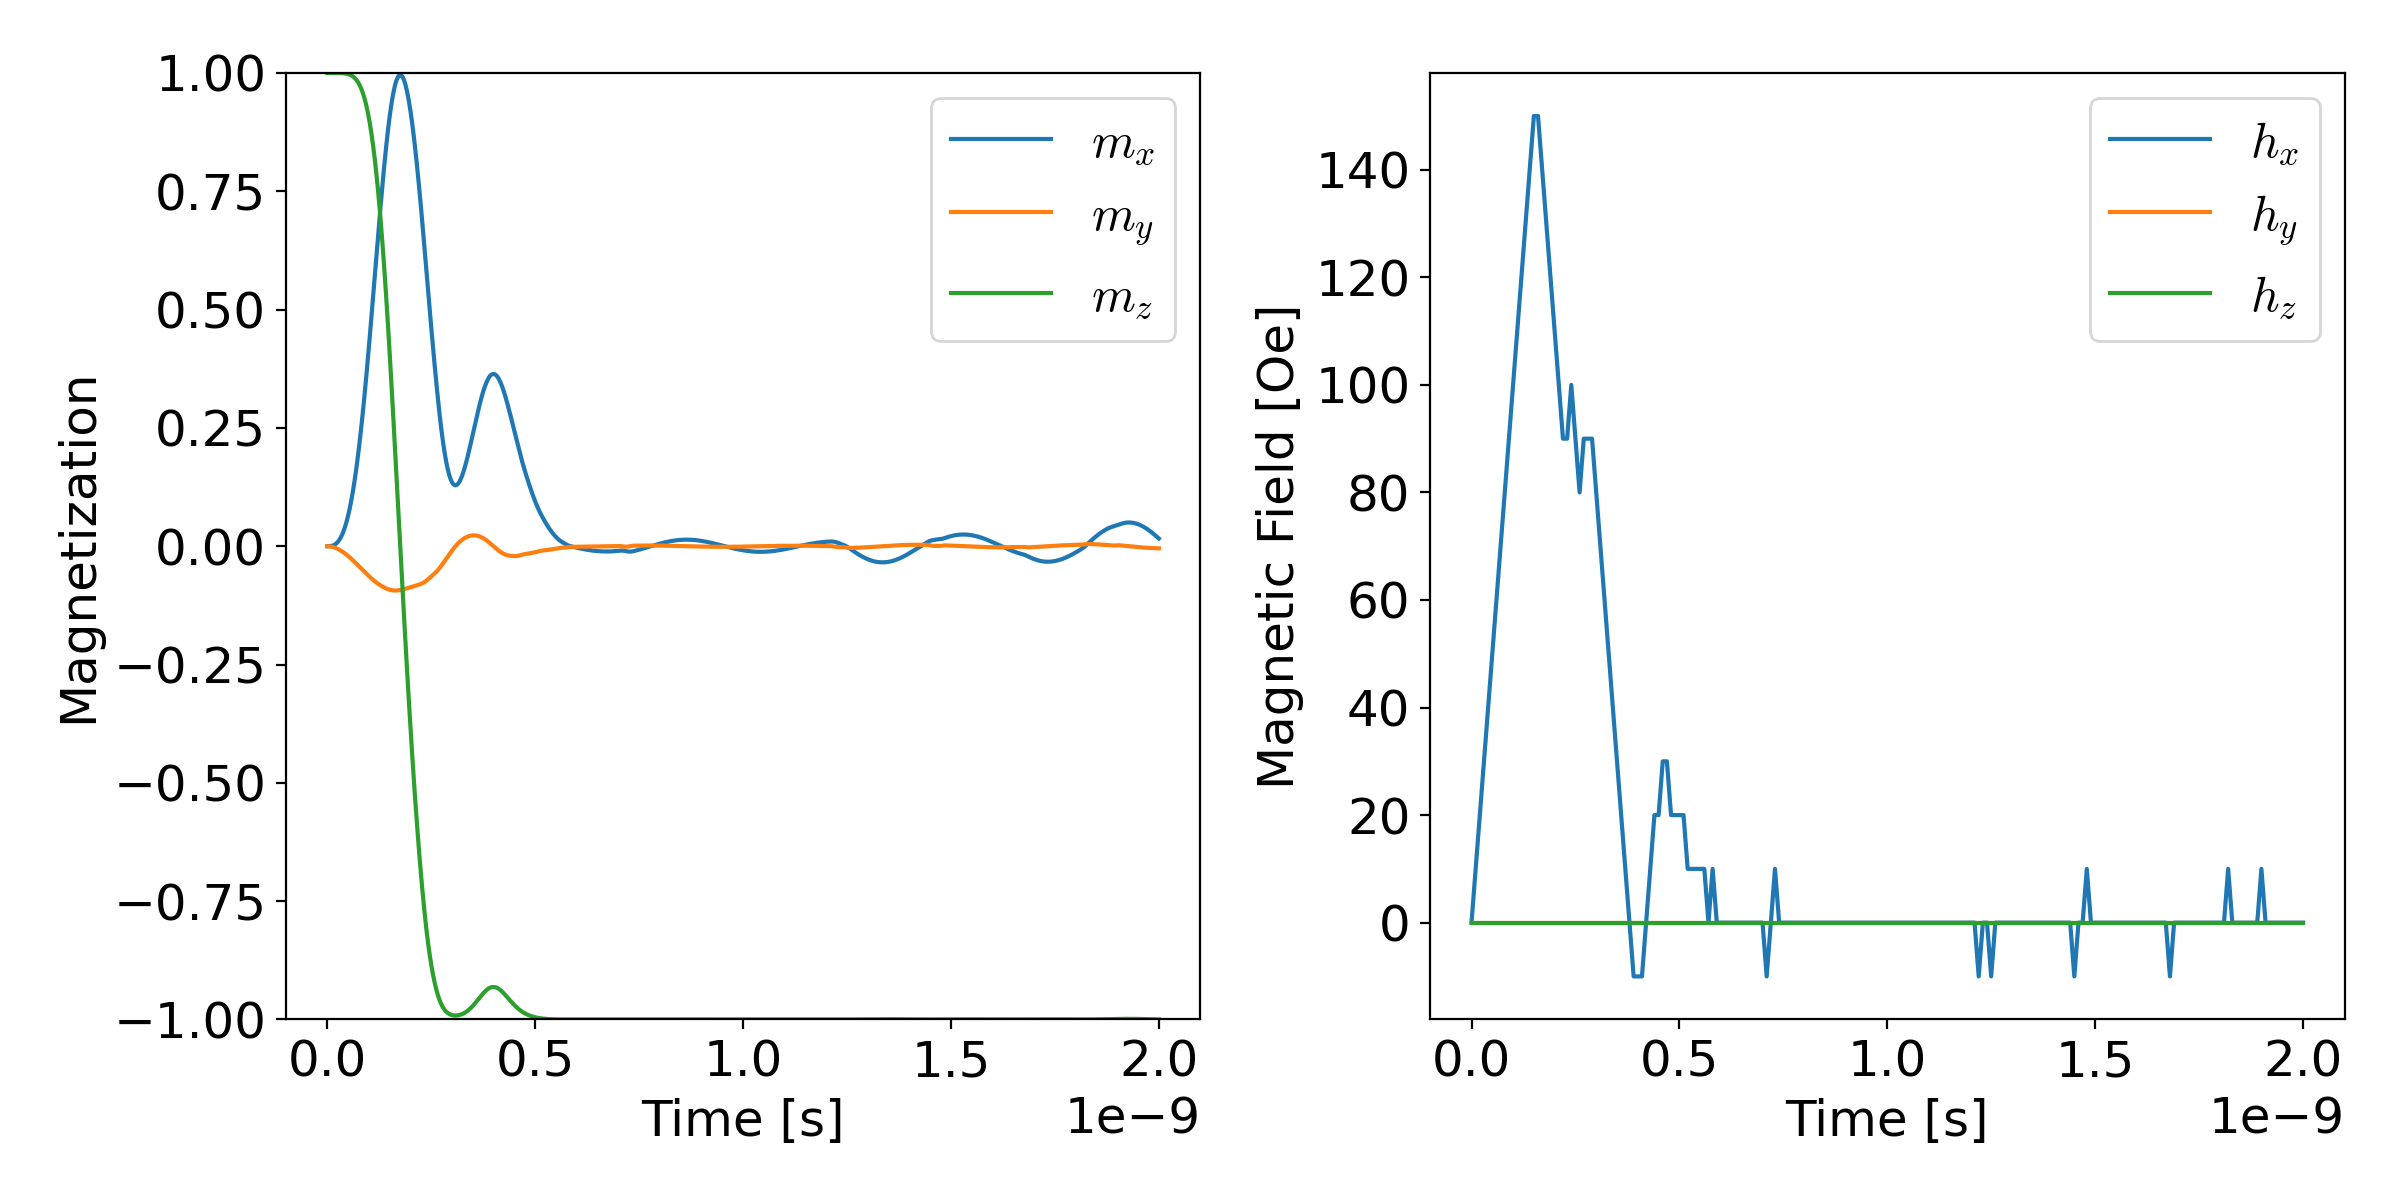 1.00
0.75
0.50
0.25
0.00
−0.25
−0.50
−0.75
−1.00
Magnetization
0.0 0.5 1.0 1.5 2.0
Time [s]
1e−9
m_x
m_y
m_z
140
120
100
80
60
40
20
0
Magnetic Field [Oe]
0.0 0.5 1.0 1.5 2.0
Time [s]
1e−9
h_x
h_y
h_z